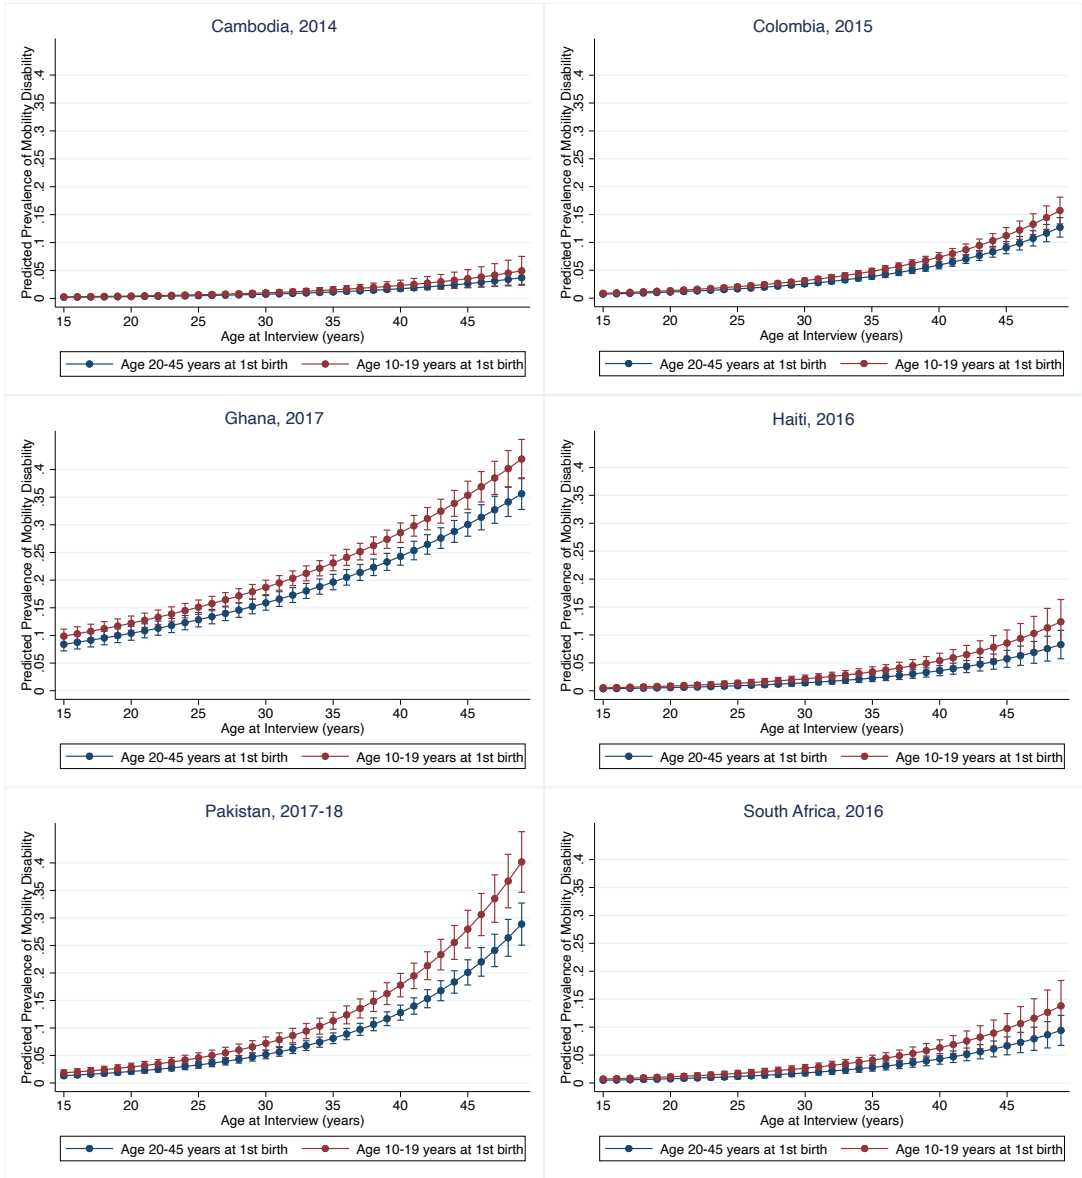 Cambodia, 2014
Predicted Prevalence of Mobility Disability
.4
.35
.3
.25
.2
.15
.1
.05
0
15 20 25 30 35 40 45
Age at Interview (years)
Age 20-45 years at 1st birth Age 10-19 years at 1st birth
Colombia, 2015
Predicted Prevalence of Mobility Disability
.4
.35
.3
.25
.2
.15
.1
.05
0
15 20 25 30 35 40 45
Age at Interview (years)
Age 20-45 years at 1st birth Age 10-19 years at 1st birth
Ghana, 2017
Predicted Prevalence of Mobility Disability
.4
.35
.3
.25
.2
.15
.1
.05
0
15 20 25 30 35 40 45
Age at Interview (years)
Age 20-45 years at 1st birth Age 10-19 years at 1st birth
Haiti, 2016
Predicted Prevalence of Mobility Disability
.4
.35
.3
.25
.2
.15
.1
.05
0
15 20 25 30 35 40 45
Age at Interview (years)
Age 20-45 years at 1st birth Age 10-19 years at 1st birth
Pakistan, 2017-18
Predicted Prevalence of Mobility Disability
.4
.35
.3
.25
.2
.15
.1
.05
0
15 20 25 30 35 40 45
Age at Interview (years)
Age 20-45 years at 1st birth Age 10-19 years at 1st birth
South Africa, 2016
Predicted Prevalence of Mobility Disability
.4
.35
.3
.25
.2
.15
.1
.05
0
15 20 25 30 35 40 45
Age at Interview (years)
Age 20-45 years at 1st birth Age 10-19 years at 1st birth